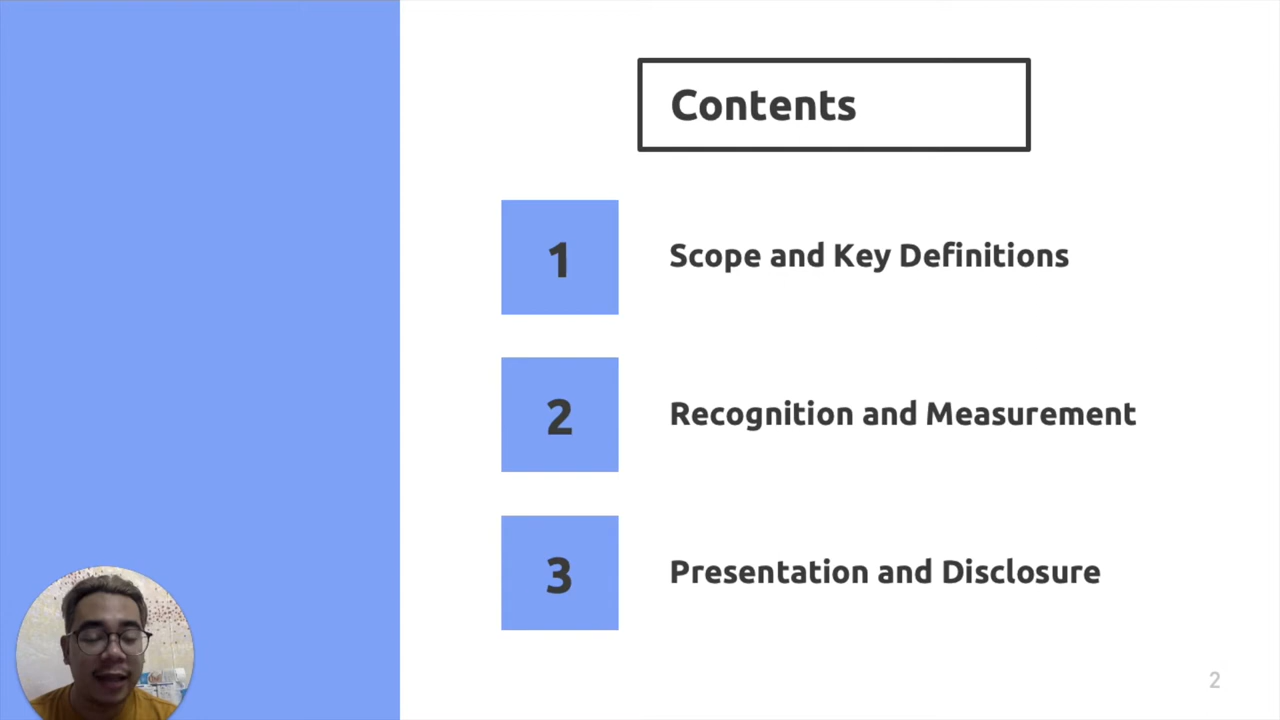 Contents
1
Scope and Key Definitions
2
Recognition and Measurement
3
Presentation and Disclosure
2